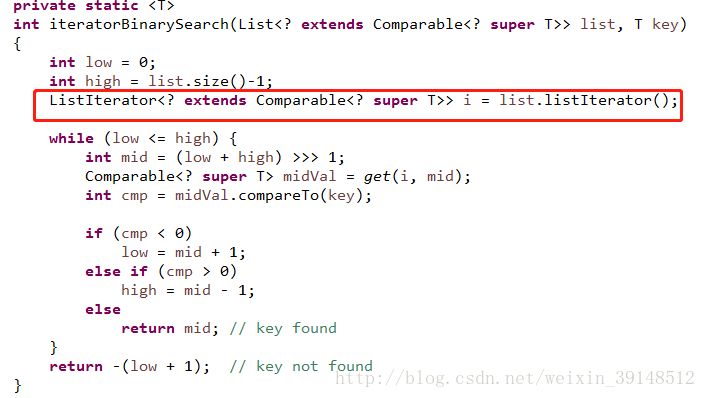 private static <T>
int iteratorBinarySearch(List<? extends Comparable<? super T>> list, T key)
{
    int low = 0;
    int high = list.size()-1;
    ListIterator<? extends Comparable<? super T>> i = list.listIterator();

    while (low <= high) {
        int mid = (low + high) >>> 1;
        Comparable<? super T> midVal = get(i, mid);
        int cmp = midVal.compareTo(key);

        if (cmp < 0)
            low = mid + 1;
        else if (cmp > 0)
            high = mid - 1;
        else
            return mid; // key found
    }
    return -(low + 1);  // key not found
}
http://blog.csdn.net/weixin_39148512